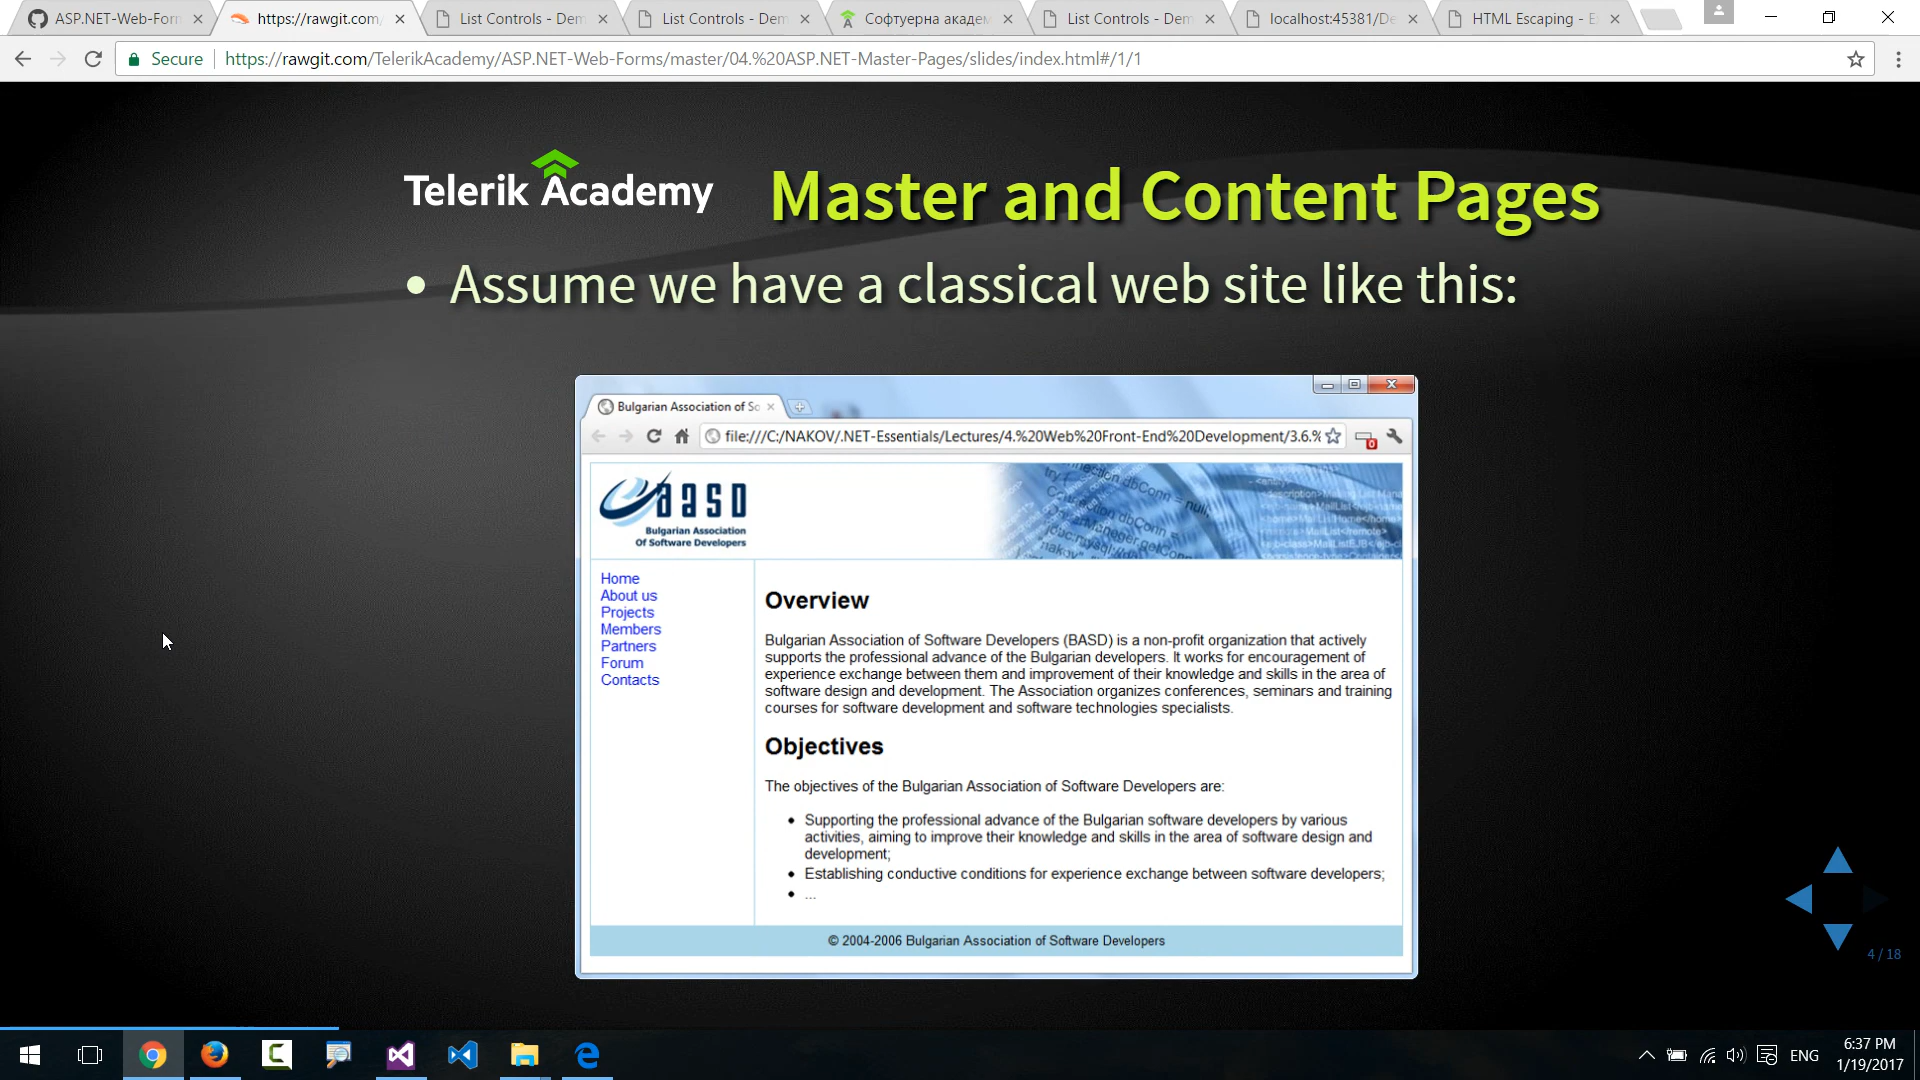 ASP.NET-Web-For
https://rawgit.com/
List Controls - Dem
List Controls - Dem
Софтуерна академ
List Controls - Dem
localhost:45381/De
HTML Escaping - E
Secure
https://rawgit.com/TelerikAcademy/ASP.NET-Web-Forms/master/04.%20ASP.NET-Master-Pages/slides/index.html#/1/1
Telerik Academy
Master and Content Pages
• Assume we have a classical web site like this:
Bulgarian Association of So
file:///C:/NAKOV/.NET-Essentials/Lectures/4.%20Web%20Front-End%20Development/3.6.%
BASD
Bulgarian Association
Of Software Developers
Home
About us
Projects
Members
Partners
Forum
Contacts
Overview
Bulgarian Association of Software Developers (BASD) is a non-profit organization that actively
supports the professional advance of the Bulgarian developers. It works for encouragement of
experience exchange between them and improvement of their knowledge and skills in the area of
software design and development. The Association organizes conferences, seminars and training
courses for software development and software technologies specialists.
Objectives
The objectives of the Bulgarian Association of Software Developers are:
• Supporting the professional advance of the Bulgarian software developers by various
activities, aiming to improve their knowledge and skills in the area of software design and
development;
• Establishing conductive conditions for experience exchange between software developers;
• ...
© 2004-2006 Bulgarian Association of Software Developers
4 / 18
ENG
6:37 PM
1/19/2017